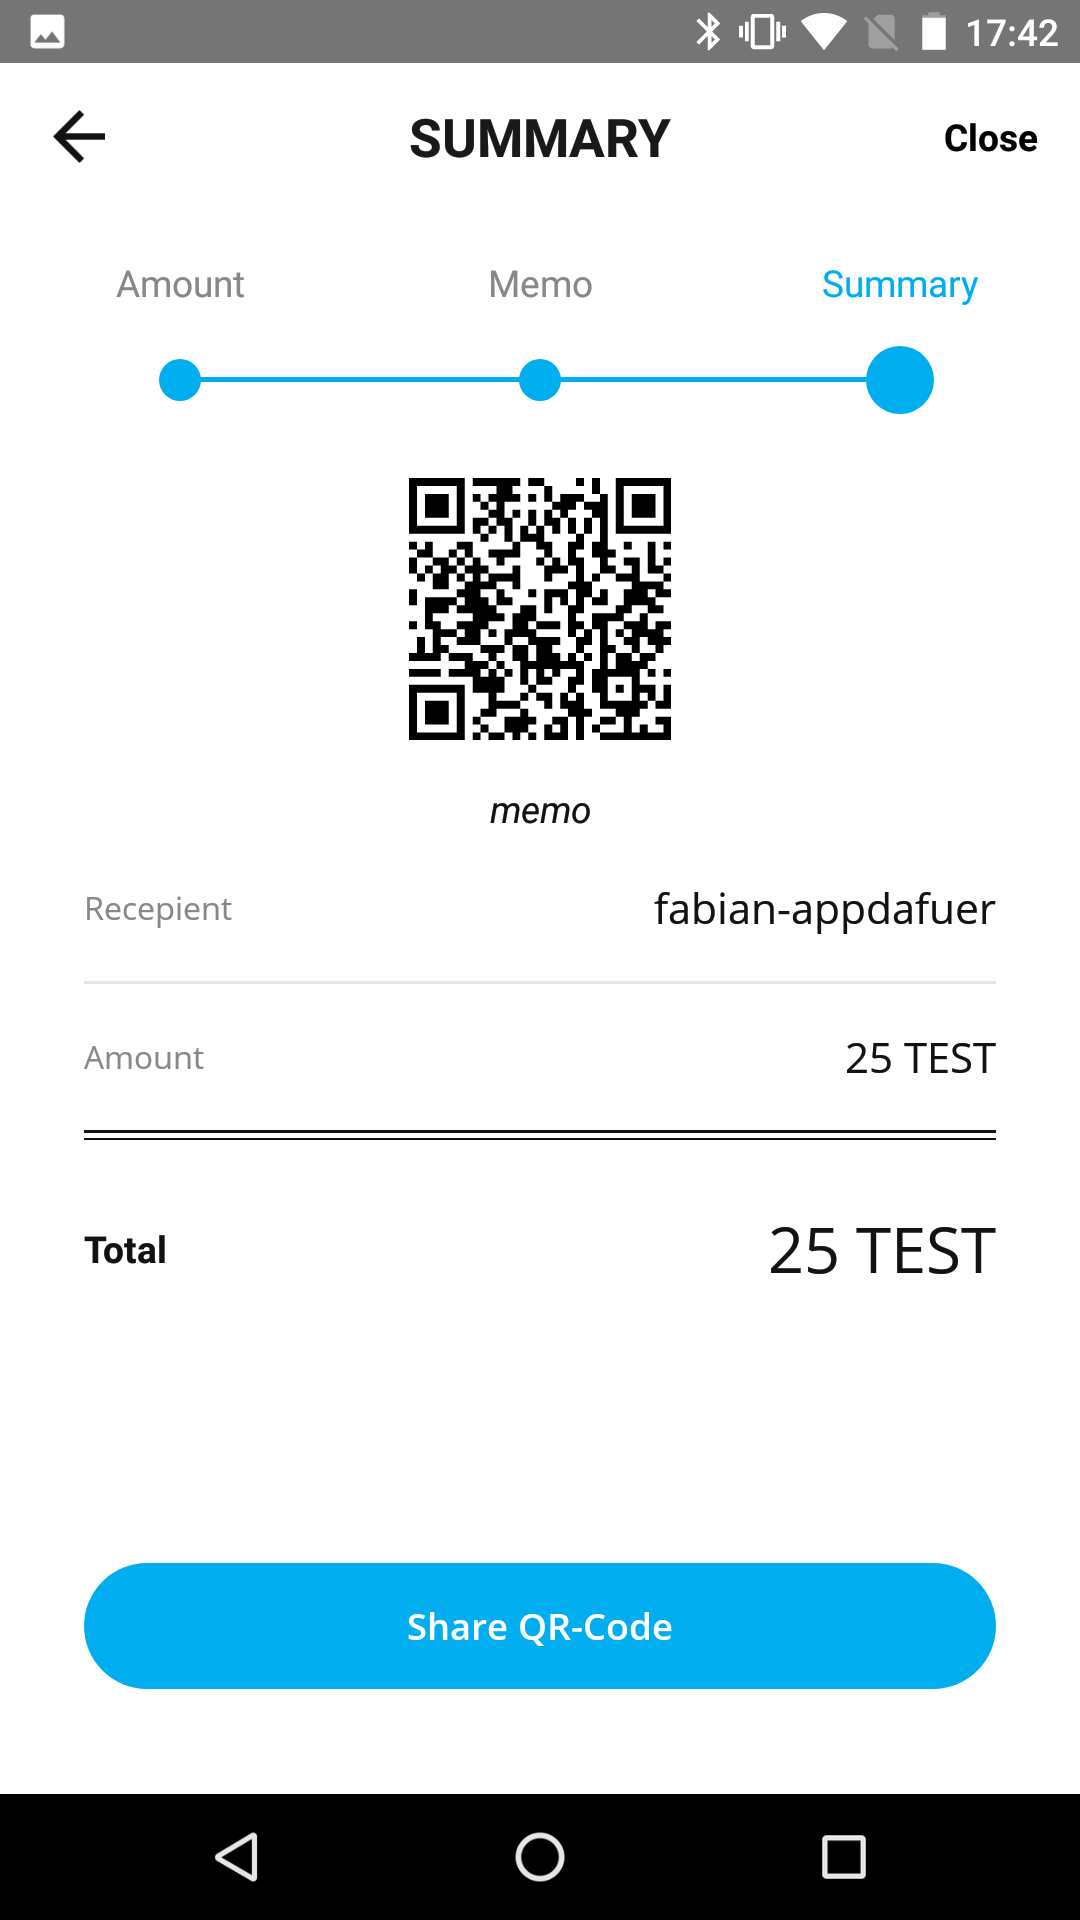 17:42
SUMMARY
Close
Amount
Memo
Summary
memo
Recepient
fabian-appdafuer
Amount
25 TEST
Total
25 TEST
Share QR-Code